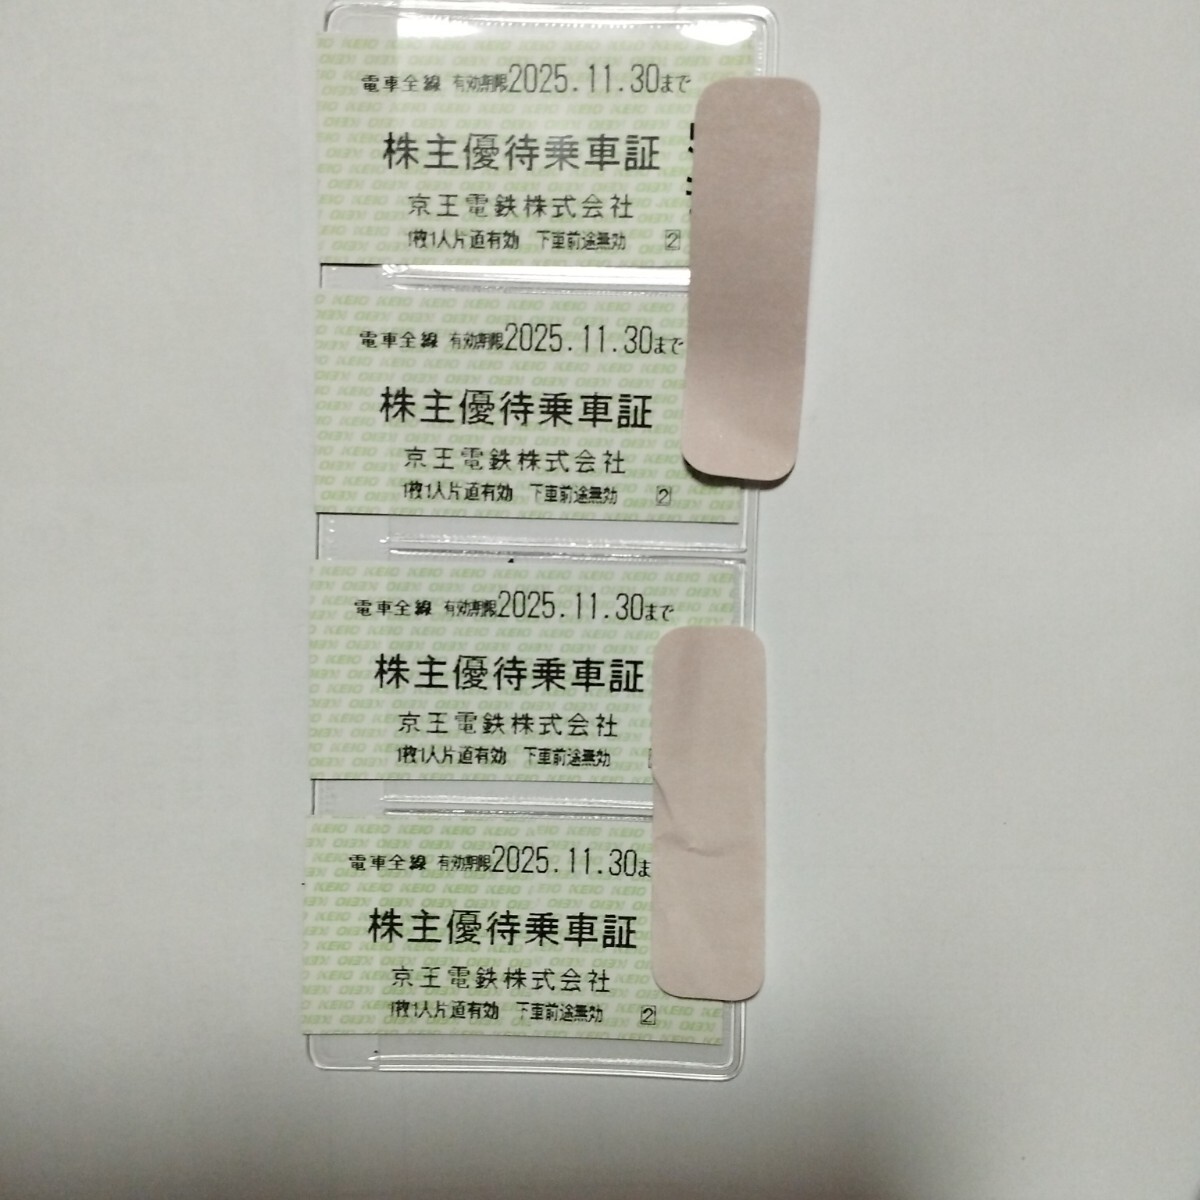 電車全線 有効期限2025.11.30まで
株主優待乗車証
京王電鉄株式会社
1枚1人片道有効 下車前途無効 2
電車全線 有効期限2025.11.30まで
株主優待乗車証
京王電鉄株式会社
1枚1人片道有効 下車前途無効 2
電車全線 有効期限2025.11.30まで
株主優待乗車証
京王電鉄株式会社
1枚1人片道有効 下車前途無効
電車全線 有効期限2025.11.30ま
株主優待乗車証
京王電鉄株式会社
1枚1人片道有効 下車前途無効 2